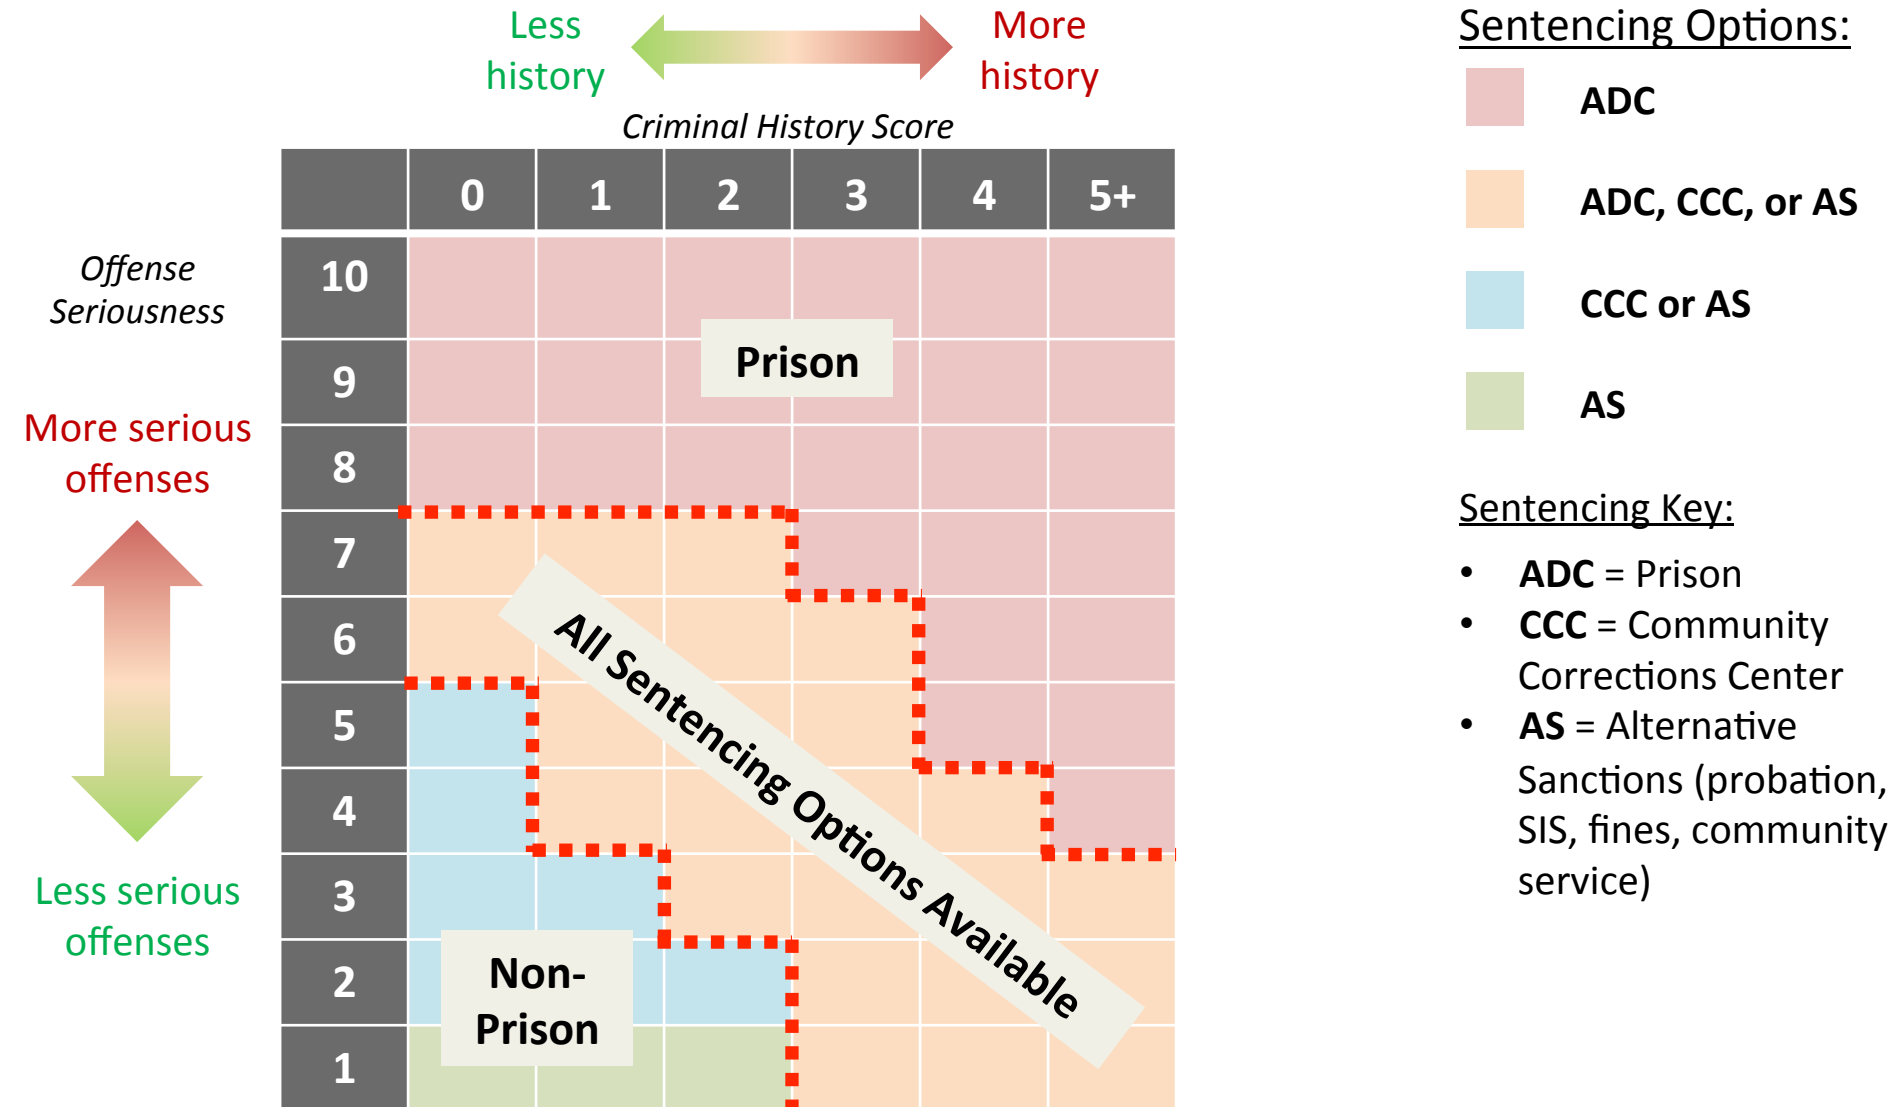 Less
history
More
history
Criminal History Score
0 1 2 3 4 5+
Offense
Seriousness
More serious
offenses
Less serious
offenses
10
9
8
7
6
5
4
3
2
1
Prison
All Sentencing Options Available
Non-
Prison
Sentencing Options:
ADC
ADC, CCC, or AS
CCC or AS
AS
Sentencing Key:
• ADC = Prison
• CCC = Community
Corrections Center
• AS = Alternative
Sanctions (probation,
SIS, fines, community
service)